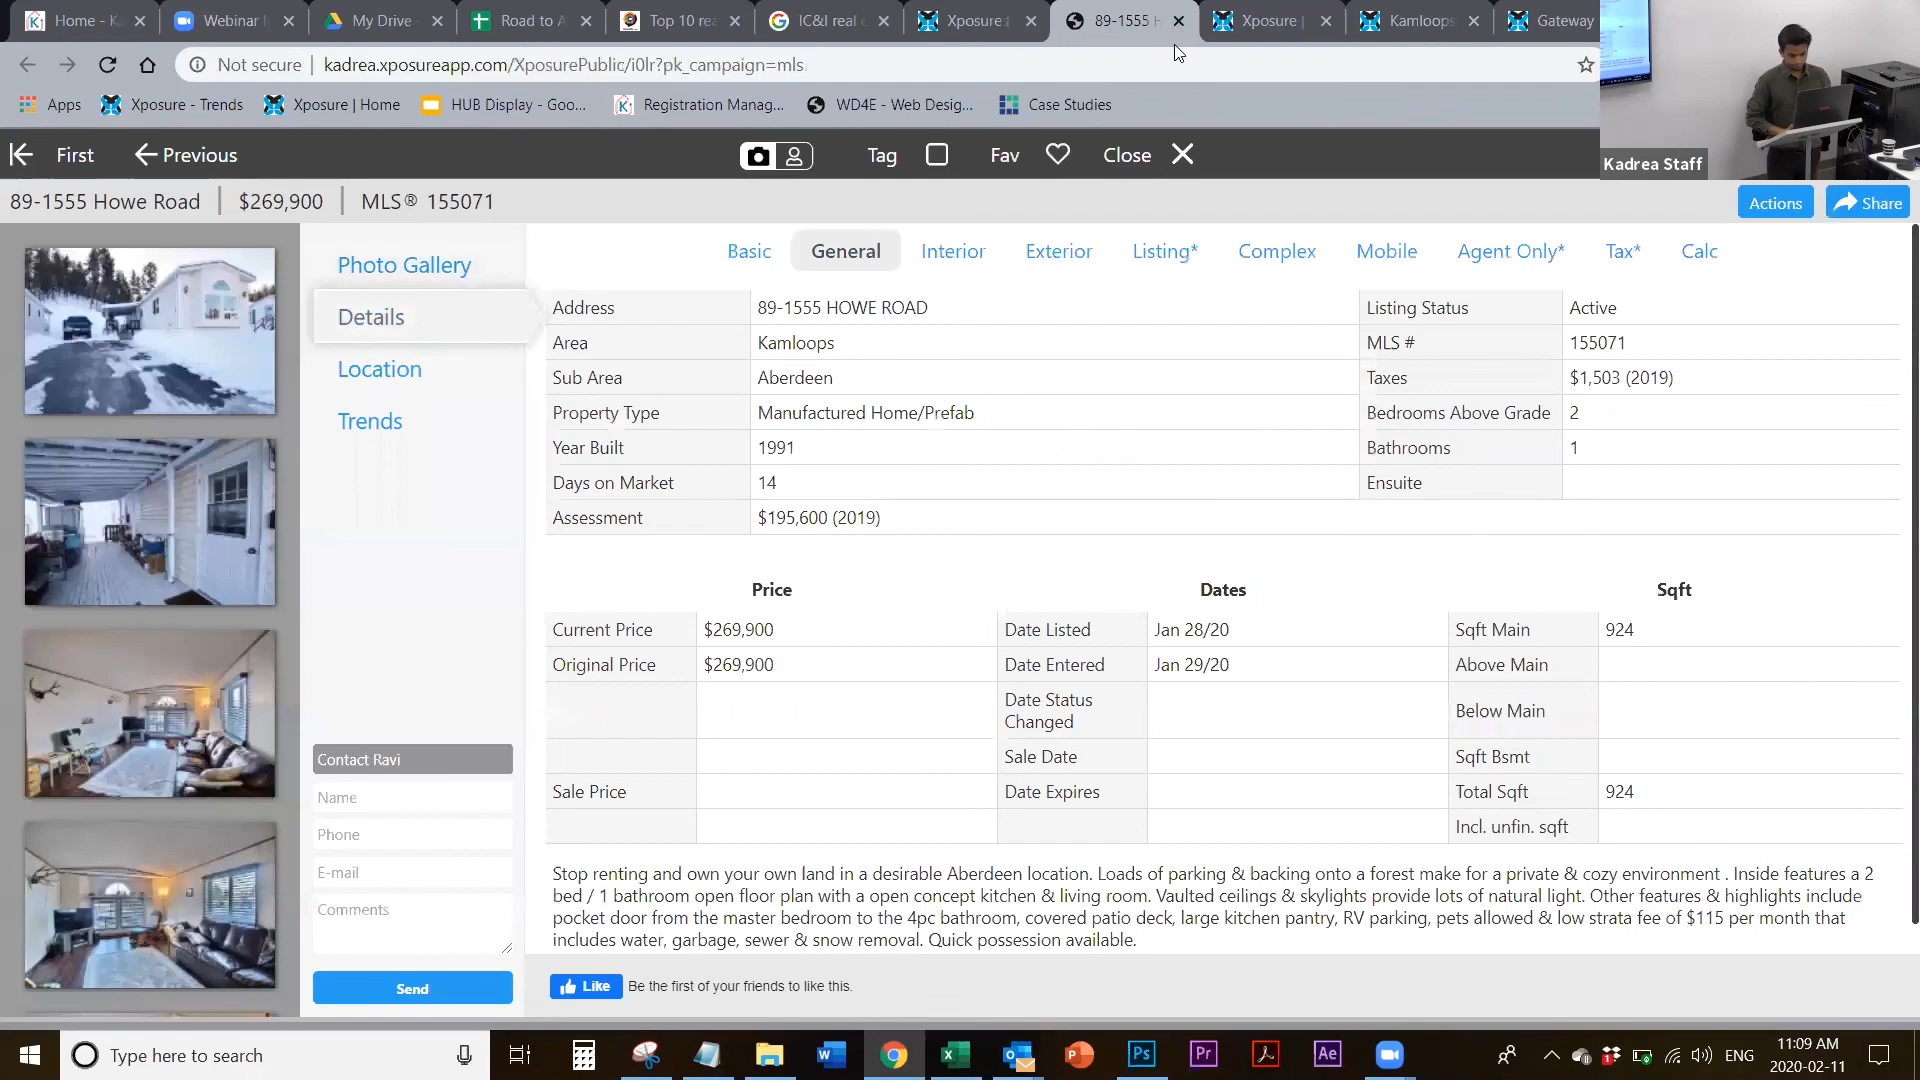 Home - K
Webinar I
My Drive -
Road to A
Top 10 rea
IC&I real e
Xposure |
89-1555 H
Xposure |
Kamloops
Gateway
Not secure | kadrea.xposureapp.com/XposurePublic/i0lr?pk_campaign=mls
Apps
Xposure - Trends
Xposure | Home
HUB Display - Goo...
Registration Manag...
WD4E - Web Desig...
Case Studies
First
Previous
Tag
Fav
Close
Kadrea Staff
89-1555 Howe Road | $269,900 | MLS® 155071
Actions
Share
Photo Gallery
Details
Location
Trends
Basic General Interior Exterior Listing* Complex Mobile Agent Only* Tax* Calc
Address 89-1555 HOWE ROAD Listing Status Active
Area Kamloops MLS # 155071
Sub Area Aberdeen Taxes $1,503 (2019)
Property Type Manufactured Home/Prefab Bedrooms Above Grade 2
Year Built 1991 Bathrooms 1
Days on Market 14 Ensuite
Assessment $195,600 (2019)
Price Dates Sqft
Current Price $269,900 Date Listed Jan 28/20 Sqft Main 924
Original Price $269,900 Date Entered Jan 29/20 Above Main
Date Status
Changed
Below Main
Sale Date Sqft Bsmt
Sale Price Date Expires Total Sqft 924
Incl. unfin. sqft
Stop renting and own your own land in a desirable Aberdeen location. Loads of parking & backing onto a forest make for a private & cozy environment . Inside features a 2
bed / 1 bathroom open floor plan with a open concept kitchen & living room. Vaulted ceilings & skylights provide lots of natural light. Other features & highlights include
pocket door from the master bedroom to the 4pc bathroom, covered patio deck, large kitchen pantry, RV parking, pets allowed & low strata fee of $115 per month that
includes water, garbage, sewer & snow removal. Quick possession available.
Contact Ravi
Name
Phone
E-mail
Comments
Send
Like Be the first of your friends to like this.
Type here to search
Ps
Pr
Ae
ENG
11:09 AM
2020-02-11